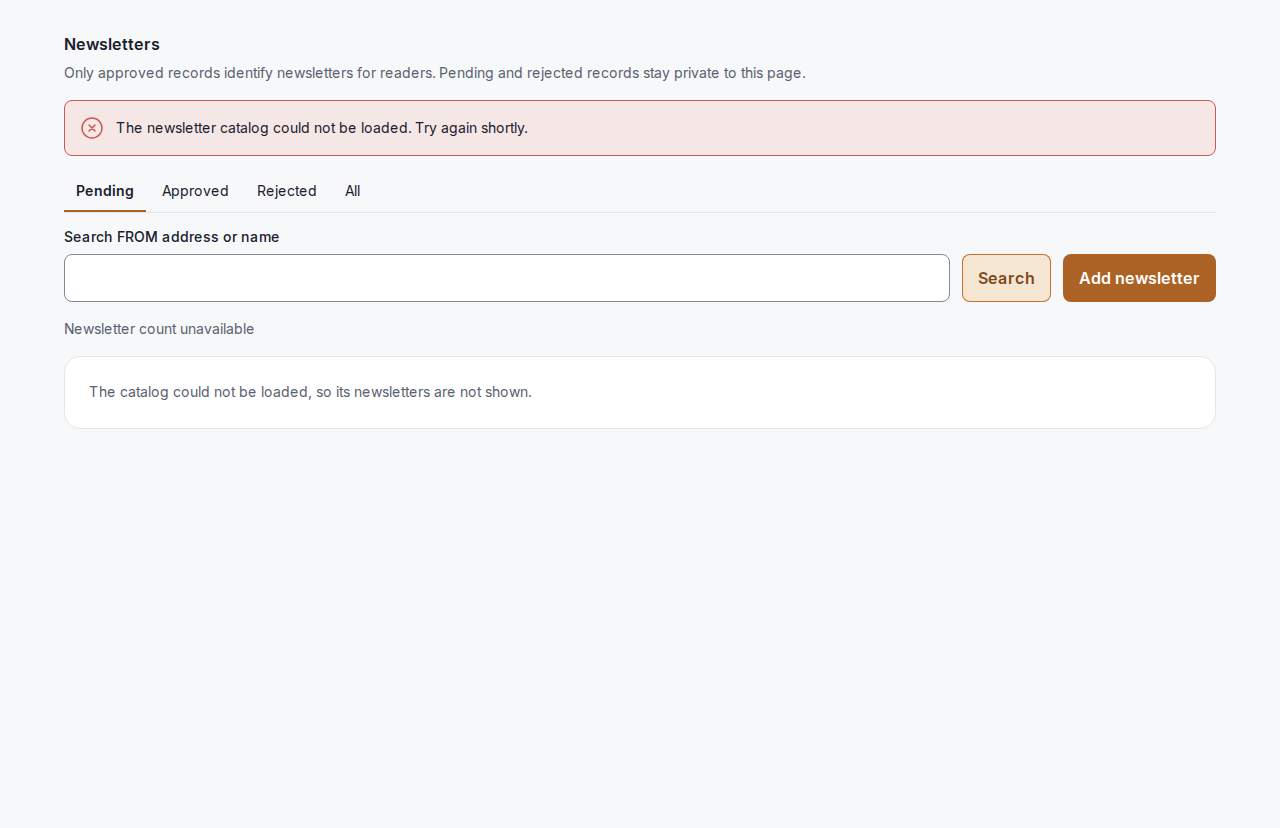 Newsletters
Only approved records identify newsletters for readers. Pending and rejected records stay private to this page.
The newsletter catalog could not be loaded. Try again shortly.
Pending Approved Rejected All
Search FROM address or name
Search Add newsletter
Newsletter count unavailable
The catalog could not be loaded, so its newsletters are not shown.